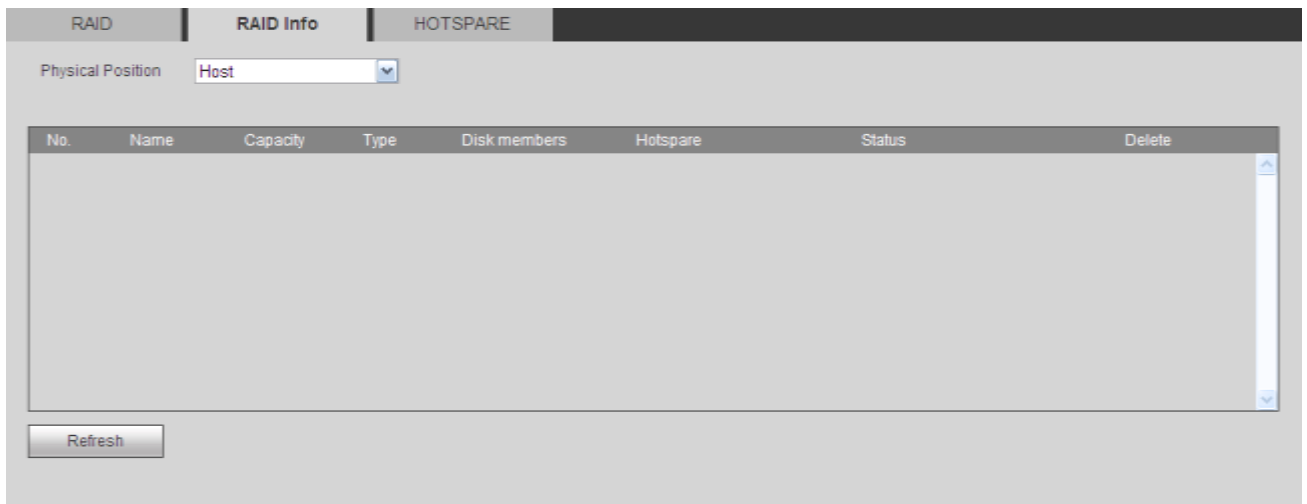 RAID RAID Info HOTSPARE
Physical Position Host
No. Name Capacity Type Disk members Hotspare Status Delete
Refresh